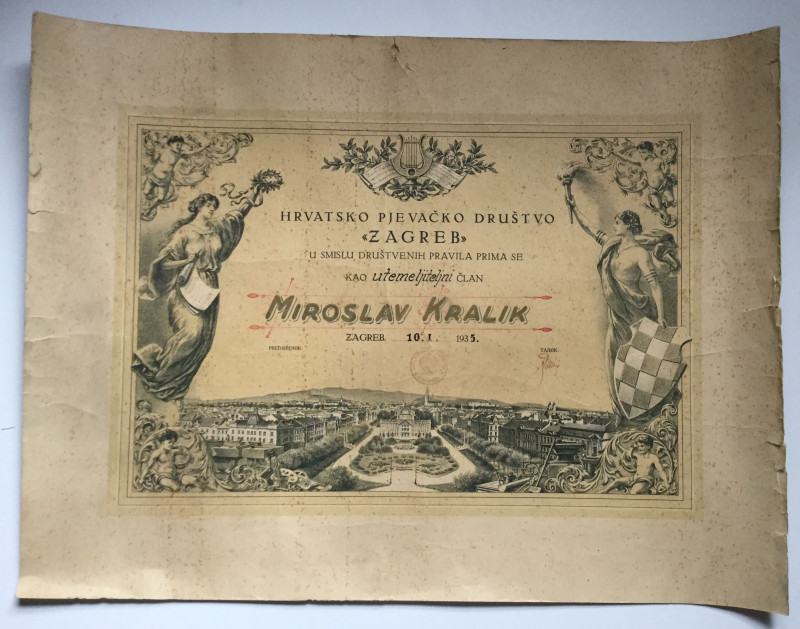 HRVATSKO PJEVAČKO DRUŠTVO
«ZAGREB»
U SMISLU DRUŠTVENIH PRAVILA PRIMA SE
KAO utemeljiteljni ČLAN
MIROSLAV KRALIK
ZAGREB 10. I. 1935.
PREDSJEDNIK: TAJNIK: